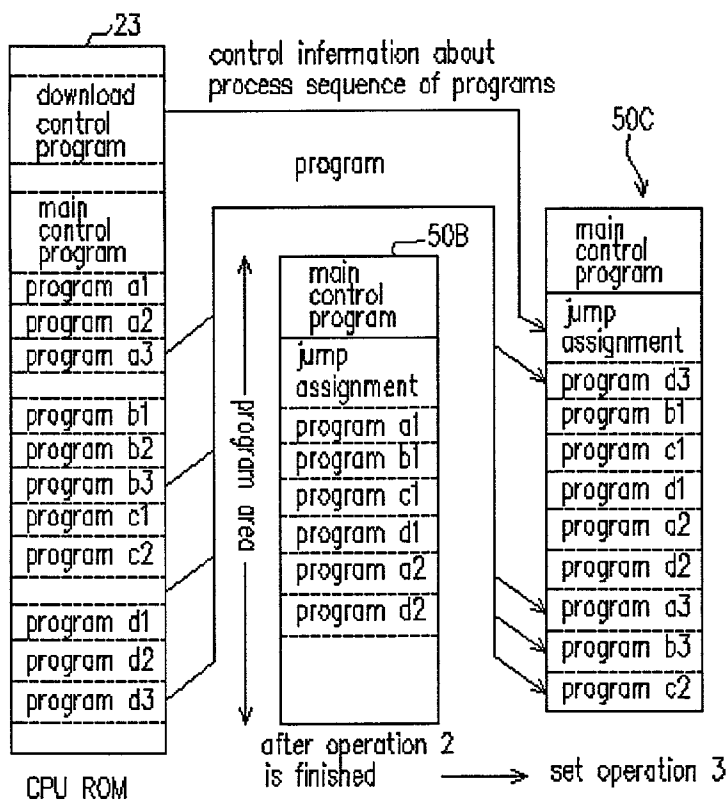 23
download
control
program
main
control
program
program a1
program a2
program a3
program b1
program b2
program b3
program c1
program c2
program d1
program d2
program d3
CPU ROM
control infermation about
process sequence of programs
program
program area
50B
main
control
program
jump
assignment
program a1
program b1
program c1
program d1
program a2
program d2
after operation 2
is finished
set operation 3
50C
main
control
program
jump
assignment
program d3
program b1
program c1
program d1
program a2
program d2
program a3
program b3
program c2